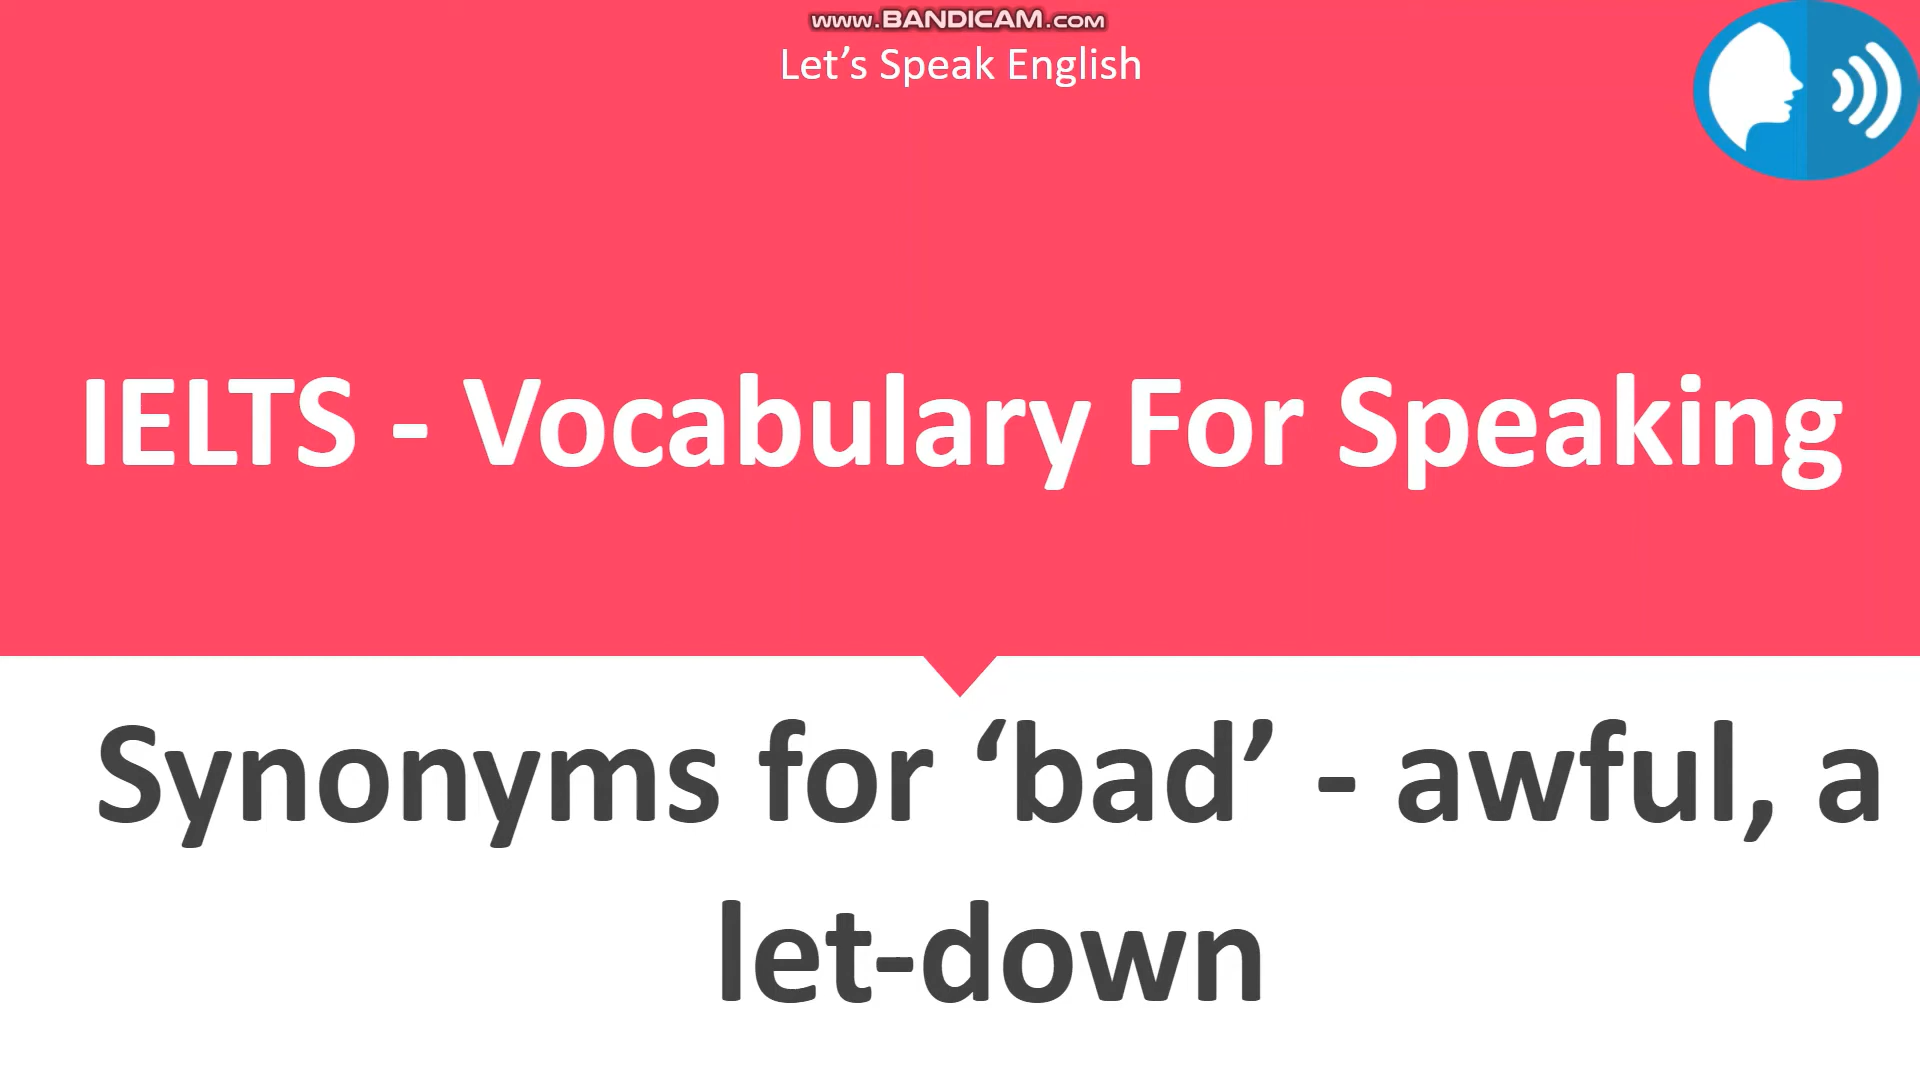 www.BANDICAM.com
Let’s Speak English
IELTS - Vocabulary For Speaking
Synonyms for ‘bad’ - awful, a
let-down